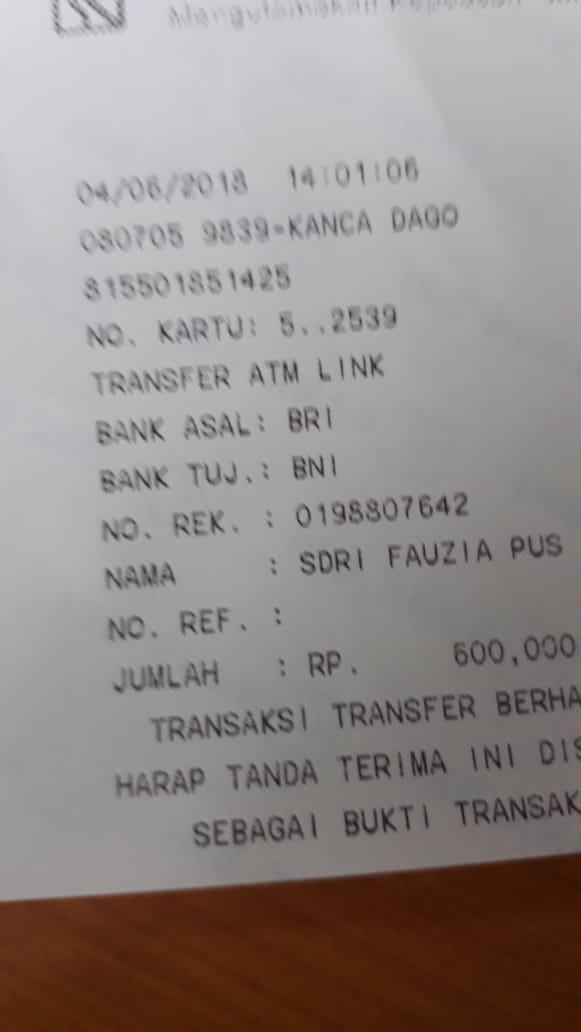 04/06/2018 14:01:06
080705 9839-KANCA DAGO
815501851425
NO. KARTU: 5..2539
TRANSFER ATM LINK
BANK ASAL: BRI
BANK TUJ.: BNI
NO. REK. : 0198807642
NAMA : SDRI FAUZIA PUS
NO. REF. :
JUMLAH : RP. 600,000
TRANSAKSI TRANSFER BERHA
HARAP TANDA TERIMA INI DIS
SEBAGAI BUKTI TRANSAK